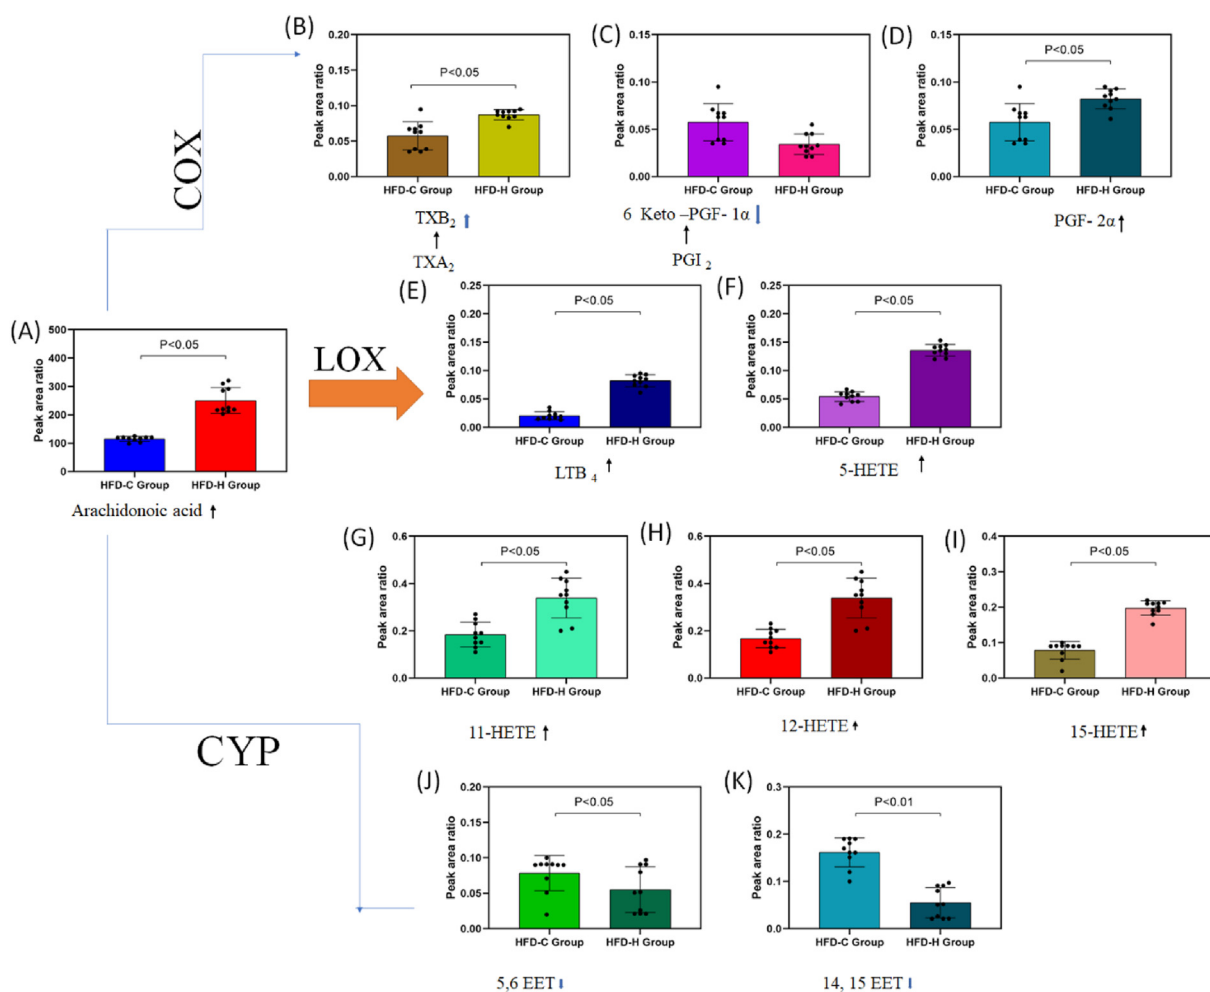 (B)
Peak area ratio
0.20
0.15
0.10
0.05
0.00
P<0.05
HFD-C Group HFD-H Group
TXB2
TXA2
(C)
Peak area ratio
0.15
0.10
0.05
0.00
HFD-C Group HFD-H Group
6 Keto –PGF- 1α
PGI 2
(D)
Peak area ratio
0.15
0.10
0.05
0.00
P<0.05
HFD-C Group HFD-H Group
PGF- 2α
COX
(A)
Peak area ratio
500
400
300
200
100
0
P<0.05
HFD-C Group HFD-H Group
Arachidonoic acid
LOX
(E)
Peak area ratio
0.25
0.20
0.15
0.10
0.05
0.00
P<0.05
HFD-C Group HFD-H Group
LTB 4
(F)
Peak area ratio
0.25
0.20
0.15
0.10
0.05
0.00
P<0.05
HFD-C Group HFD-H Group
5-HETE
(G)
Peak area ratio
0.6
0.4
0.2
0.0
P<0.05
HFD-C Group HFD-H Group
11-HETE
(H)
Peak area ratio
0.6
0.4
0.2
0.0
P<0.05
HFD-C Group HFD-H Group
12-HETE
(I)
Peak area ratio
0.4
0.3
0.2
0.1
0.0
P<0.05
HFD-C Group HFD-H Group
15-HETE
CYP
(J)
Peak area ratio
0.20
0.15
0.10
0.05
0.00
P<0.05
HFD-C Group HFD-H Group
5,6 EET
(K)
Peak area ratio
0.3
0.2
0.1
0.0
P<0.01
HFD-C Group HFD-H Group
14, 15 EET